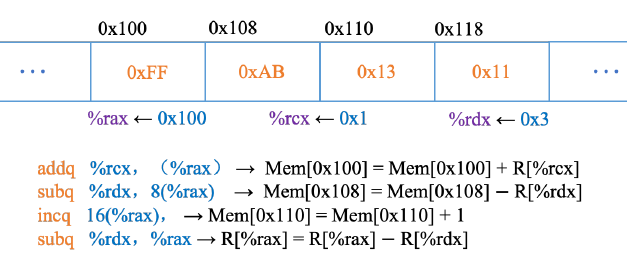 0x100 0x108 0x110 0x118
... 0xFF 0xAB 0x13 0x11 ...
%rax ← 0x100 %rcx ← 0x1 %rdx ← 0x3
addq %rcx, （%rax） → Mem[0x100] = Mem[0x100] + R[%rcx]
subq %rdx, 8(%rax) → Mem[0x108] = Mem[0x108] − R[%rdx]
incq 16(%rax), → Mem[0x110] = Mem[0x110] + 1
subq %rdx, %rax → R[%rax] = R[%rax] − R[%rdx]